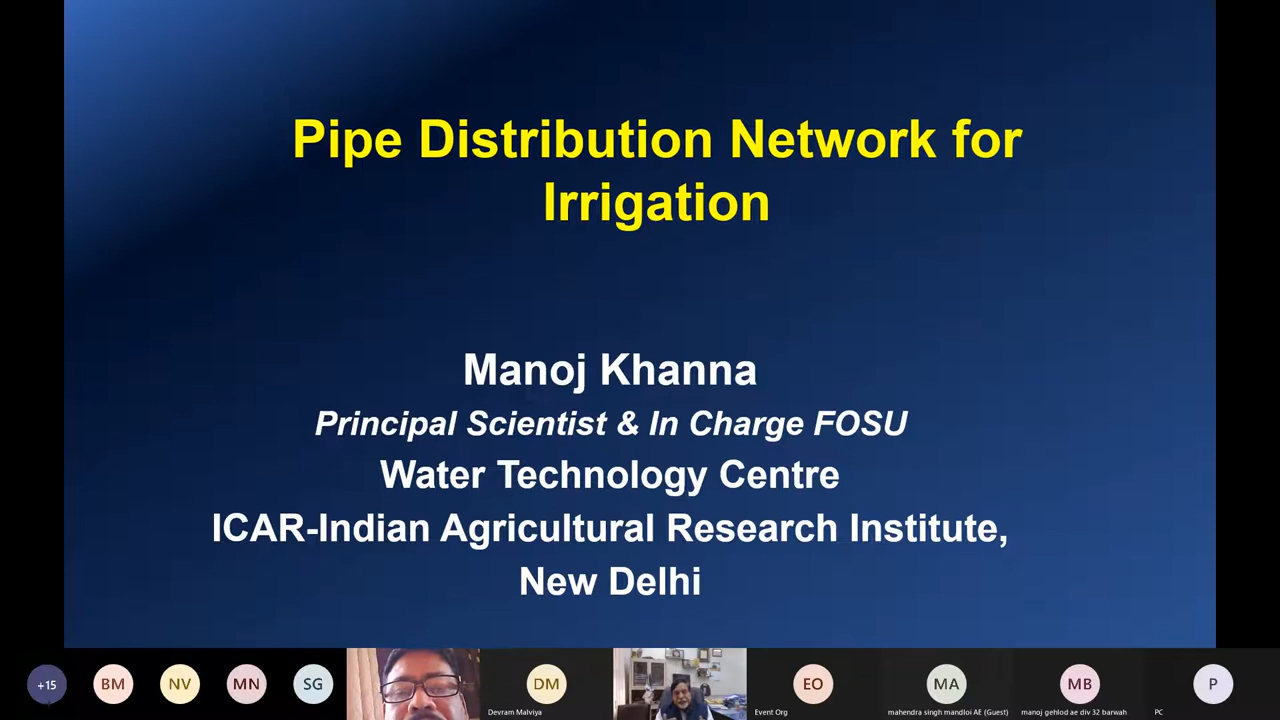 Pipe Distribution Network for
Irrigation
Manoj Khanna
Principal Scientist & In Charge FOSU
Water Technology Centre
ICAR-Indian Agricultural Research Institute,
New Delhi
+15
BM
NV
MN
SG
DM
Devram Malviya
EO
Event Org
MA
mahendra singh mandloi AE (Guest)
MB
manoj gehlod ae div 32 barwah
P
PC